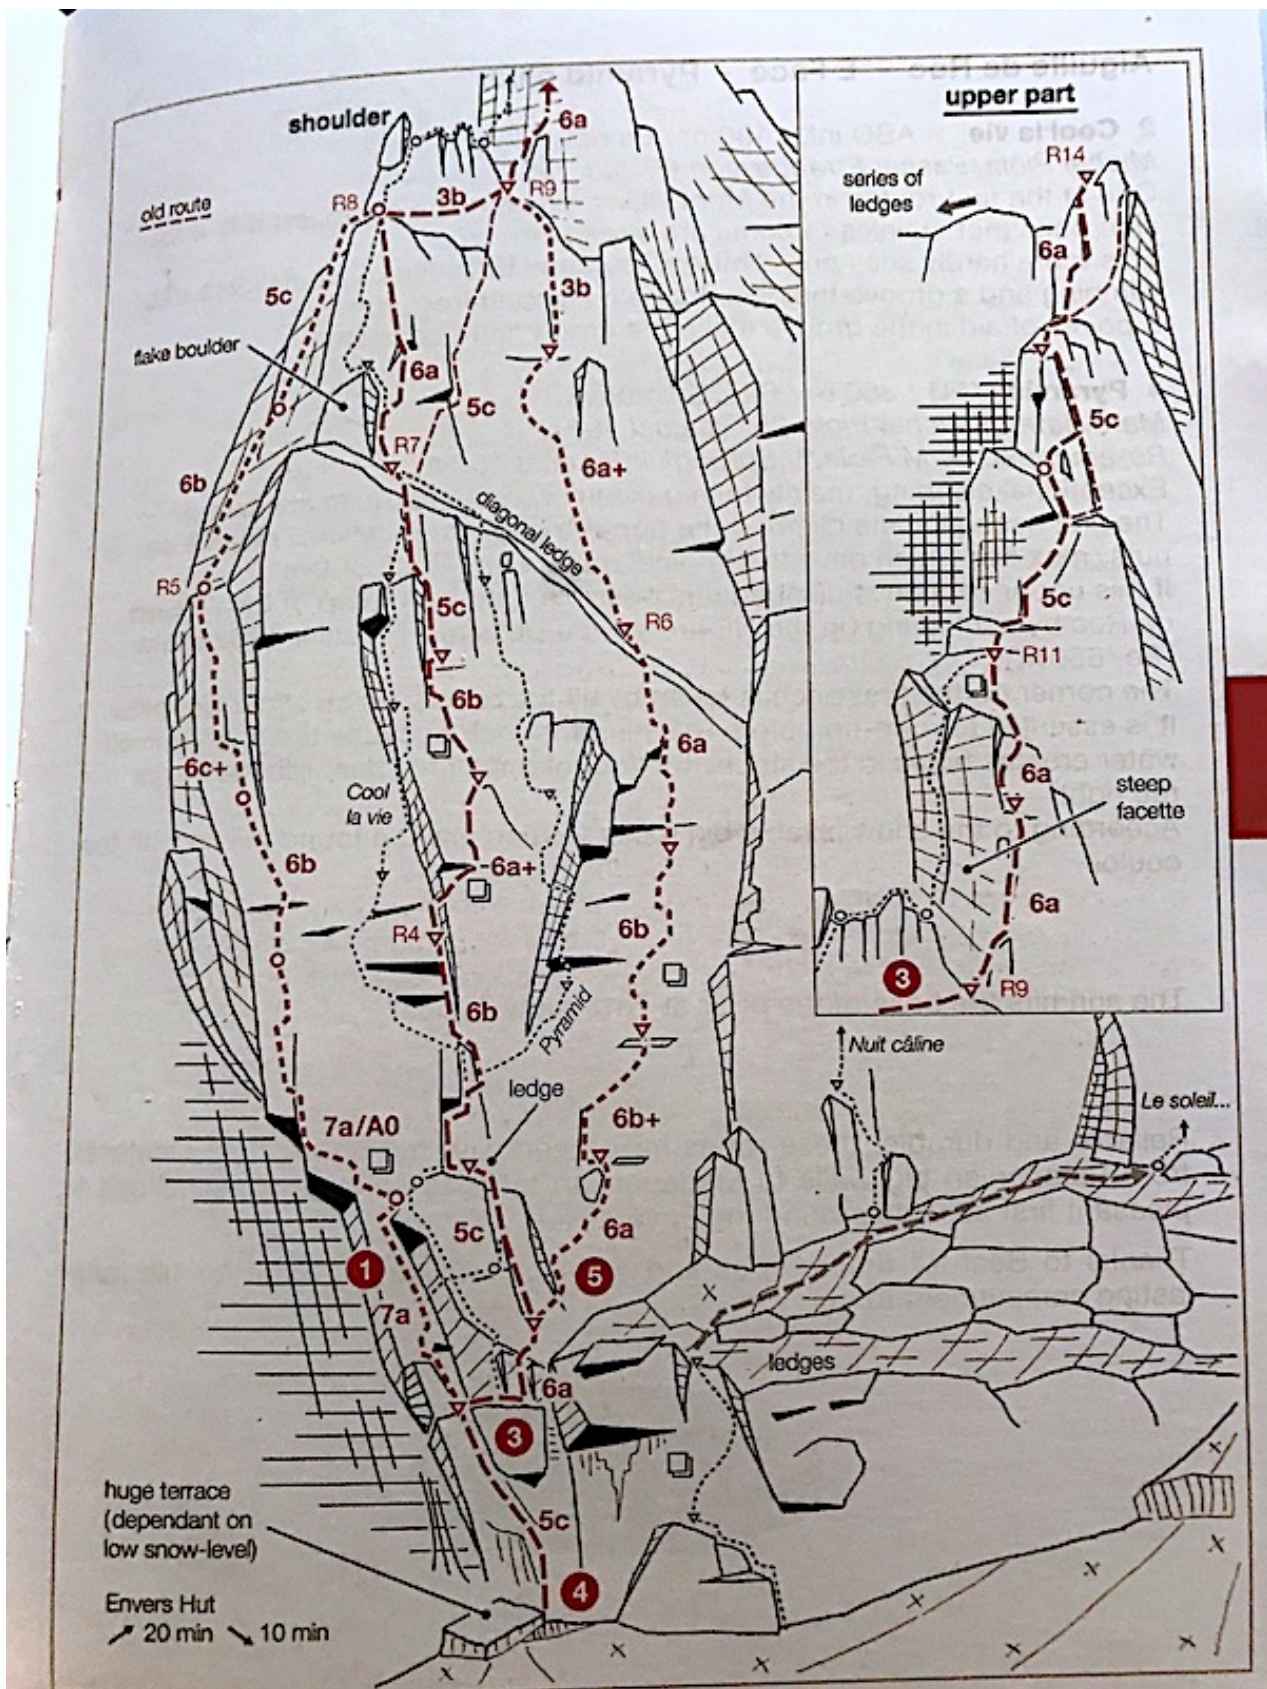 upper part
shoulder
6a
R14
series of
ledges
R8
3b
R9
old route
6a
5c
3b
flake boulder
6a
5c
5c
R7
6a+
6b
diagonal ledge
R5
5c
5c
R6
R11
6b
6a
6c+
6a
steep
facette
Cool
la vie
6b
6a+
6a
R4
6b
3
R9
6b
Pyramid
Nuit câline
ledge
Le soleil...
7a/A0
6b+
5c
6a
1
5
7a
ledges
6a
3
huge terrace
(dependant on
low snow-level)
5c
4
Envers Hut
20 min
10 min